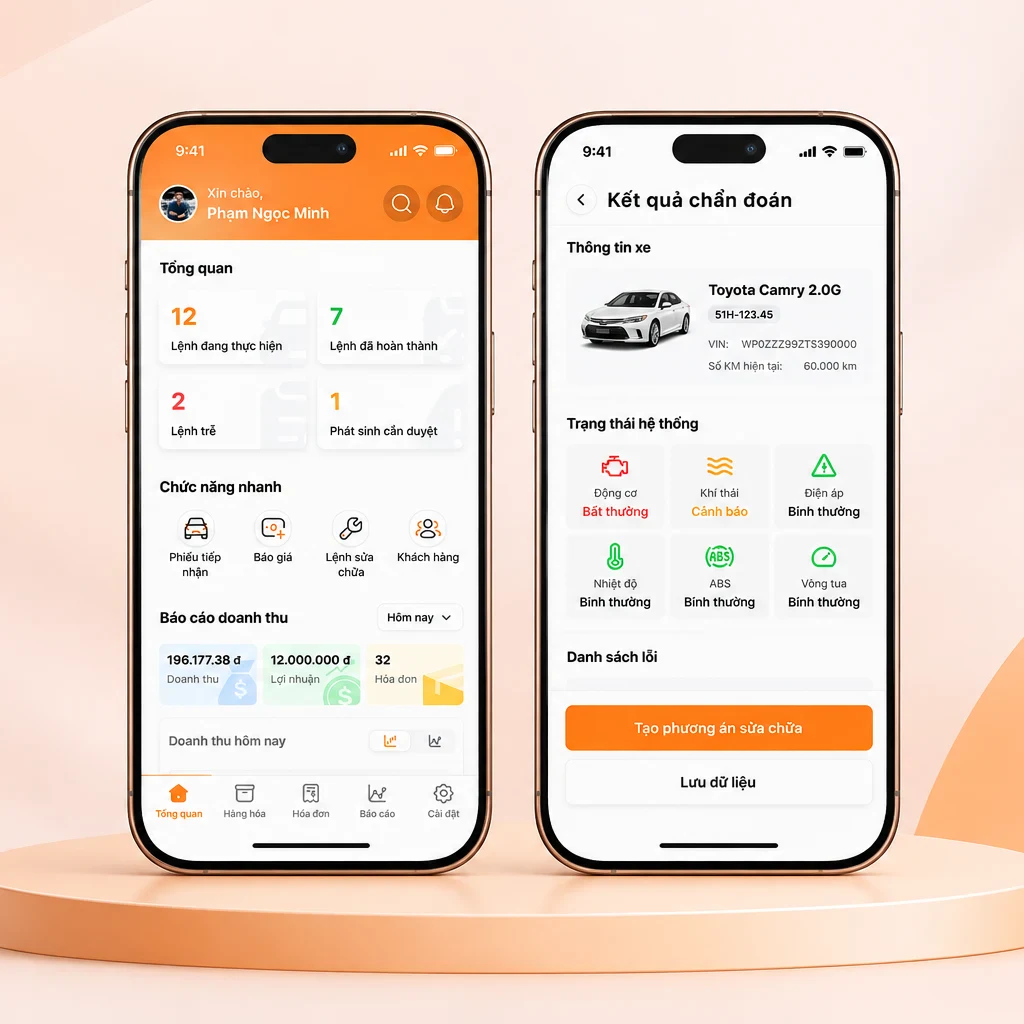 9:41
Xin chào,
Phạm Ngọc Minh
Tổng quan
12
Lệnh đang thực hiện
7
Lệnh đã hoàn thành
2
Lệnh trễ
1
Phát sinh cần duyệt
Chức năng nhanh
Phiếu tiếp
nhận
Báo giá
Lệnh sửa
chữa
Khách hàng
Báo cáo doanh thu
Hôm nay
196.177.38 đ
Doanh thu
12.000.000 đ
Lợi nhuận
32
Hóa đơn
Doanh thu hôm nay
Tổng quan
Hàng hóa
Hóa đơn
Báo cáo
Cài đặt
9:41
Kết quả chẩn đoán
Thông tin xe
Toyota Camry 2.0G
51H-123.45
VIN: WP0ZZZ99ZTS390000
Số KM hiện tại: 60.000 km
Trạng thái hệ thống
Động cơ
Bất thường
Khí thải
Cảnh báo
Điện áp
Bình thường
Nhiệt độ
Bình thường
ABS
ABS
Bình thường
Vòng tua
Bình thường
Danh sách lỗi
Tạo phương án sửa chữa
Lưu dữ liệu